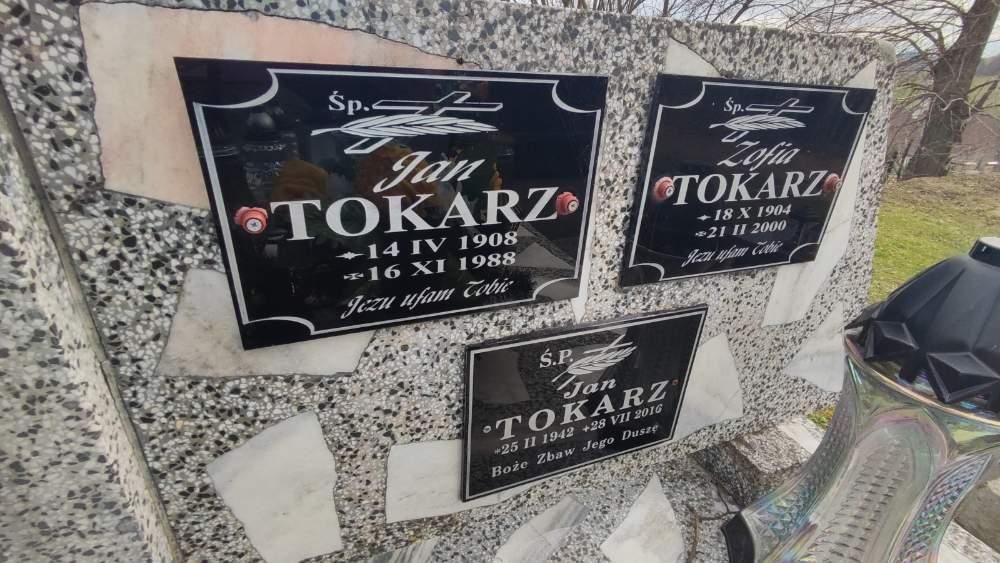 Śp.
Jan
TOKARZ
14 IV 1908
16 XI 1988
Jezu ufam Tobie
Śp.
Zofia
TOKARZ
18 X 1904
21 II 2000
Jezu ufam Tobie
Ś.P.
Jan
TOKARZ
*25 II 1942 +28 VII 2016
Boże Zbaw Jego Duszę